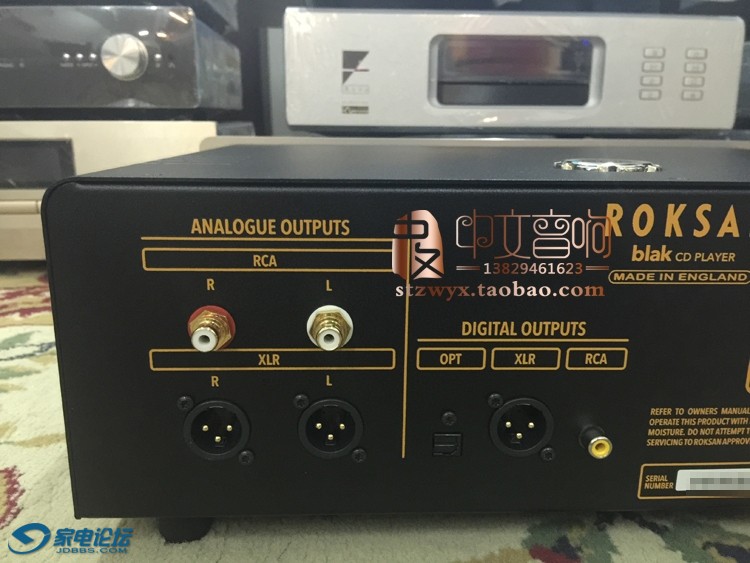 ANALOGUE OUTPUTS
RCA
R L
XLR
R L
中文音响
13829461623
stzwyx.taobao.com
ROKSA
blak CD PLAYER
MADE IN ENGLAND
DIGITAL OUTPUTS
OPT XLR RCA
REFER TO OWNERS MANUAL
OPERATE THIS PRODUCT WITH
MOISTURE. DO NOT ATTEMPT
SERVICING TO ROKSAN APPROV
SERIAL
NUMBER
家电论坛
JDBBS.COM